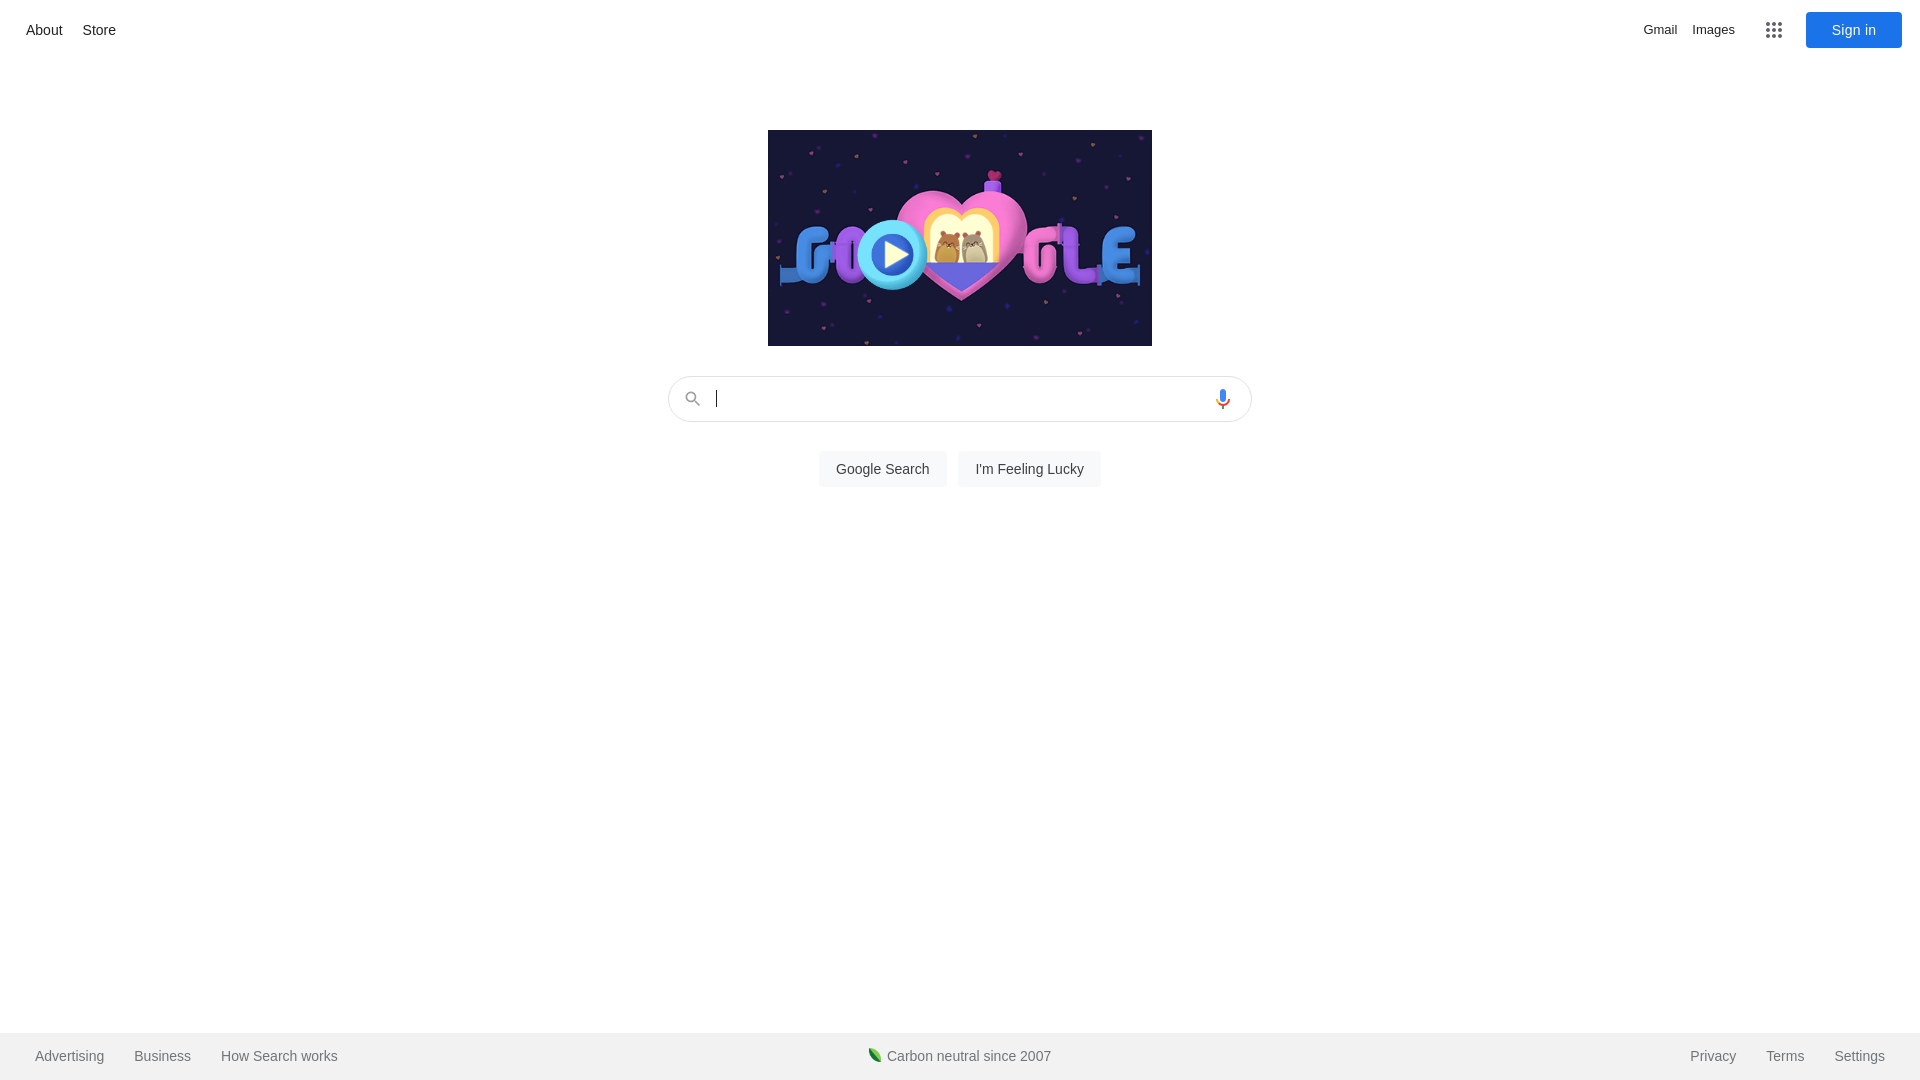 About Store
Gmail Images Sign in
GOOGLE
Google Search I'm Feeling Lucky
Advertising Business How Search works
Carbon neutral since 2007
Privacy Terms Settings